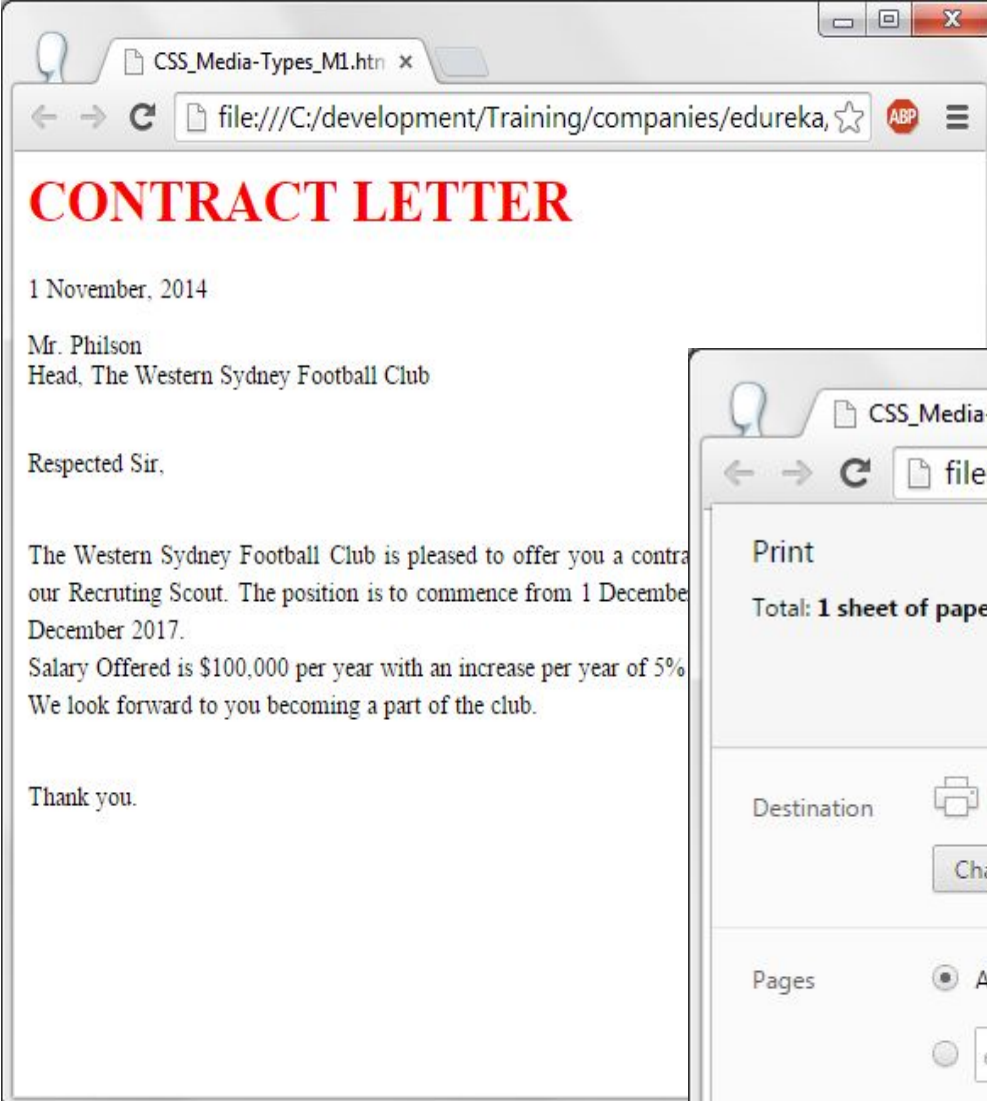 CSS_Media-Types_M1.htm
file:///C:/development/Training/companies/edureka,
ABP
CONTRACT LETTER
1 November, 2014
Mr. Philson
Head, The Western Sydney Football Club
Respected Sir,
The Western Sydney Football Club is pleased to offer you a contra
our Recruting Scout. The position is to commence from 1 Decembe
December 2017.
Salary Offered is $100,000 per year with an increase per year of 5%
We look forward to you becoming a part of the club.
Thank you.
CSS_Media-
file
Print
Total: 1 sheet of pape
Destination
Cha
Pages
A
e